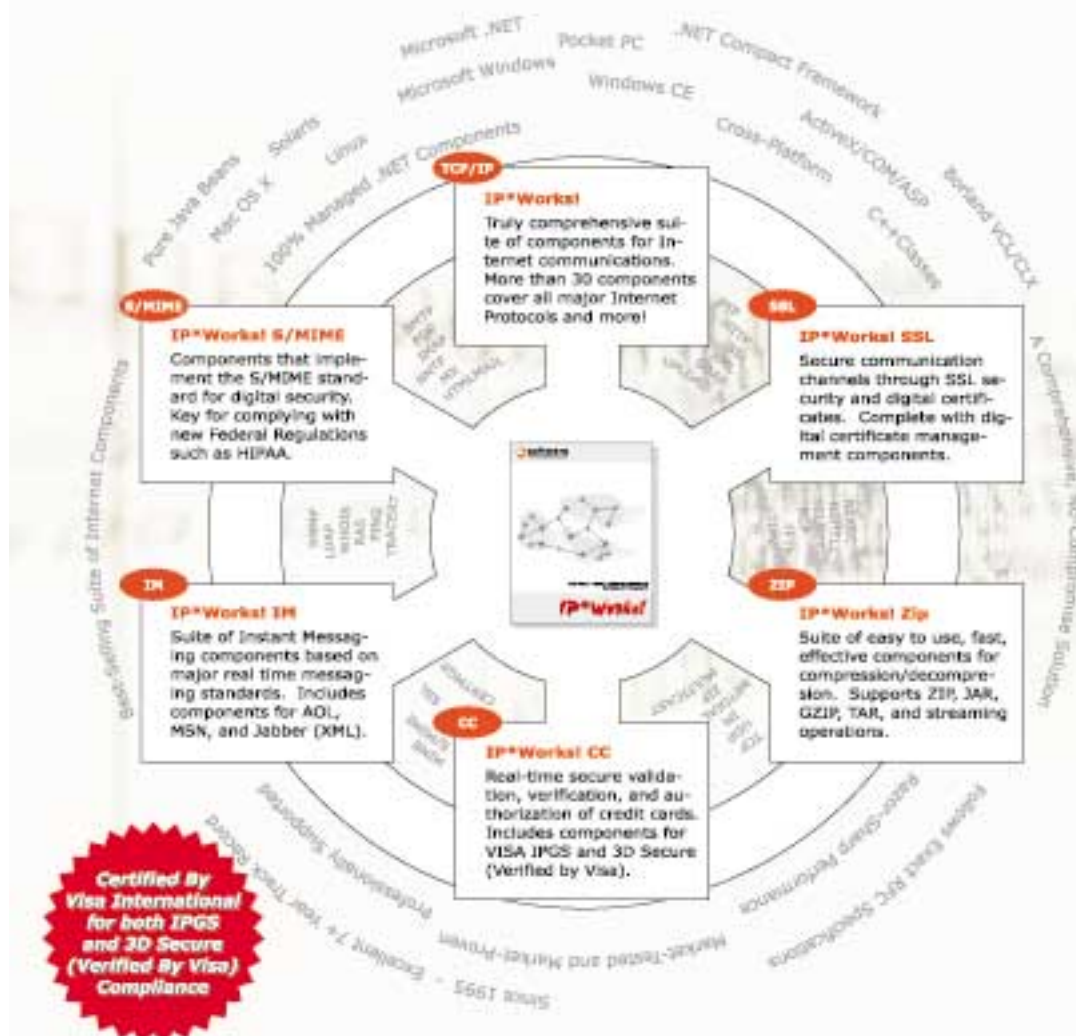 Microsoft .NET
Pocket PC
.NET Compact Framework
Microsoft Windows
Windows CE
ActiveX/COM/ASP
Borland VCL/CLX
Solaris
Linux
100% Managed .NET Components
Cross-Platform
C++ Classes
Pure Java Beans
Mac OS X
TCP/IP
IP*Works!
Truly comprehensive sui-
te of components for In-
ternet communications.
More than 30 components
cover all major Internet
Protocols and more!
S/MIME
IP*Works! S/MIME
Components that imple-
ment the S/MIME stand-
ard for digital security.
Key for complying with
new Federal Regulations
such as HIPAA.
SSL
IP*Works! SSL
Secure communication
channels through SSL se-
curity and digital certifi-
cates. Complete with dig-
ital certificate manage-
ment components.
HTMLMAIL
SNMP
LDAP
WHOIS
RAS
PING
TRACERT
IP*Works!
IM
IP*Works! IM
Suite of Instant Messag-
ing components based on
major real time messag-
ing standards. Includes
components for AOL,
MSN, and Jabber (XML).
ZIP
IP*Works! Zip
Suite of easy to use, fast,
effective components for
compression/decompre-
sion. Supports ZIP, JAR,
GZIP, TAR, and streaming
operations.
CC
IP*Works! CC
Real-time secure valida-
tion, verification, and au-
thorization of credit cards.
Includes components for
VISA IPGS and 3D Secure
(Verified by Visa).
Best-Selling Suite of Internet Components
A Comprehensive, No-Compromise Solution
Follows Exact RFC Specifications
Razor-Sharp Performance
Market-Tested and Market-Proven
Professionally Supported
Since 1995 - Excellent 7+ Year Track Record
Certified By
Visa International
for both IPGS
and 3D Secure
(Verified By Visa)
Compliance